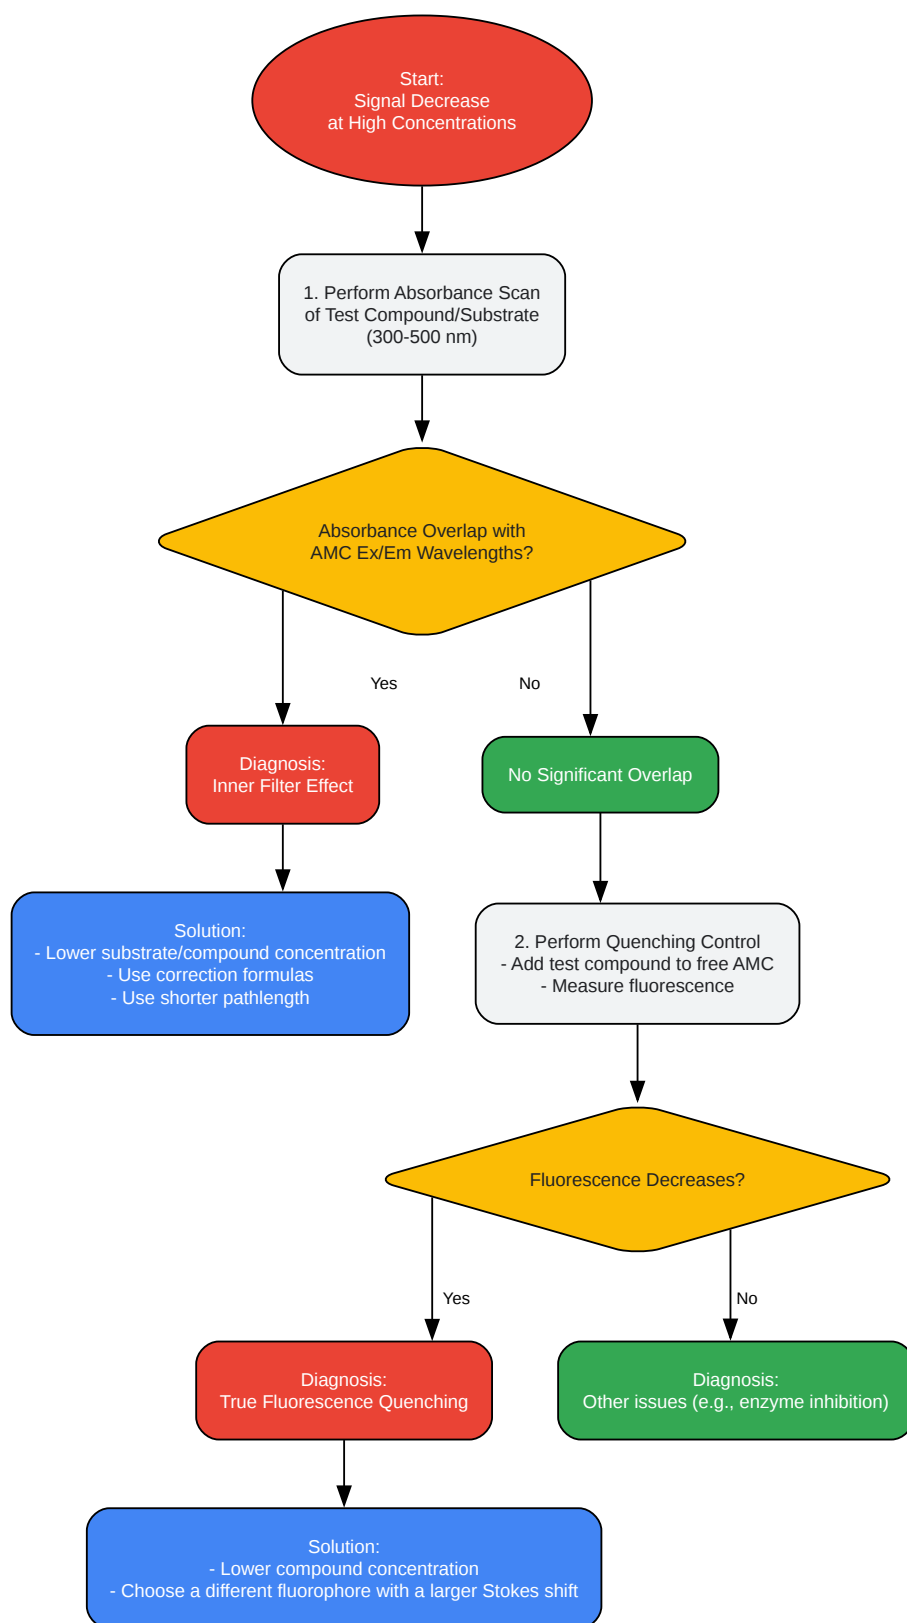 Start:
Signal Decrease
at High Concentrations
1. Perform Absorbance Scan
of Test Compound/Substrate
(300-500 nm)
Absorbance Overlap with
AMC Ex/Em Wavelengths?
Yes
No
Diagnosis:
Inner Filter Effect
No Significant Overlap
Solution:
- Lower substrate/compound concentration
- Use correction formulas
- Use shorter pathlength
2. Perform Quenching Control
- Add test compound to free AMC
- Measure fluorescence
Fluorescence Decreases?
Yes
No
Diagnosis:
True Fluorescence Quenching
Diagnosis:
Other issues (e.g., enzyme inhibition)
Solution:
- Lower compound concentration
- Choose a different fluorophore with a larger Stokes shift